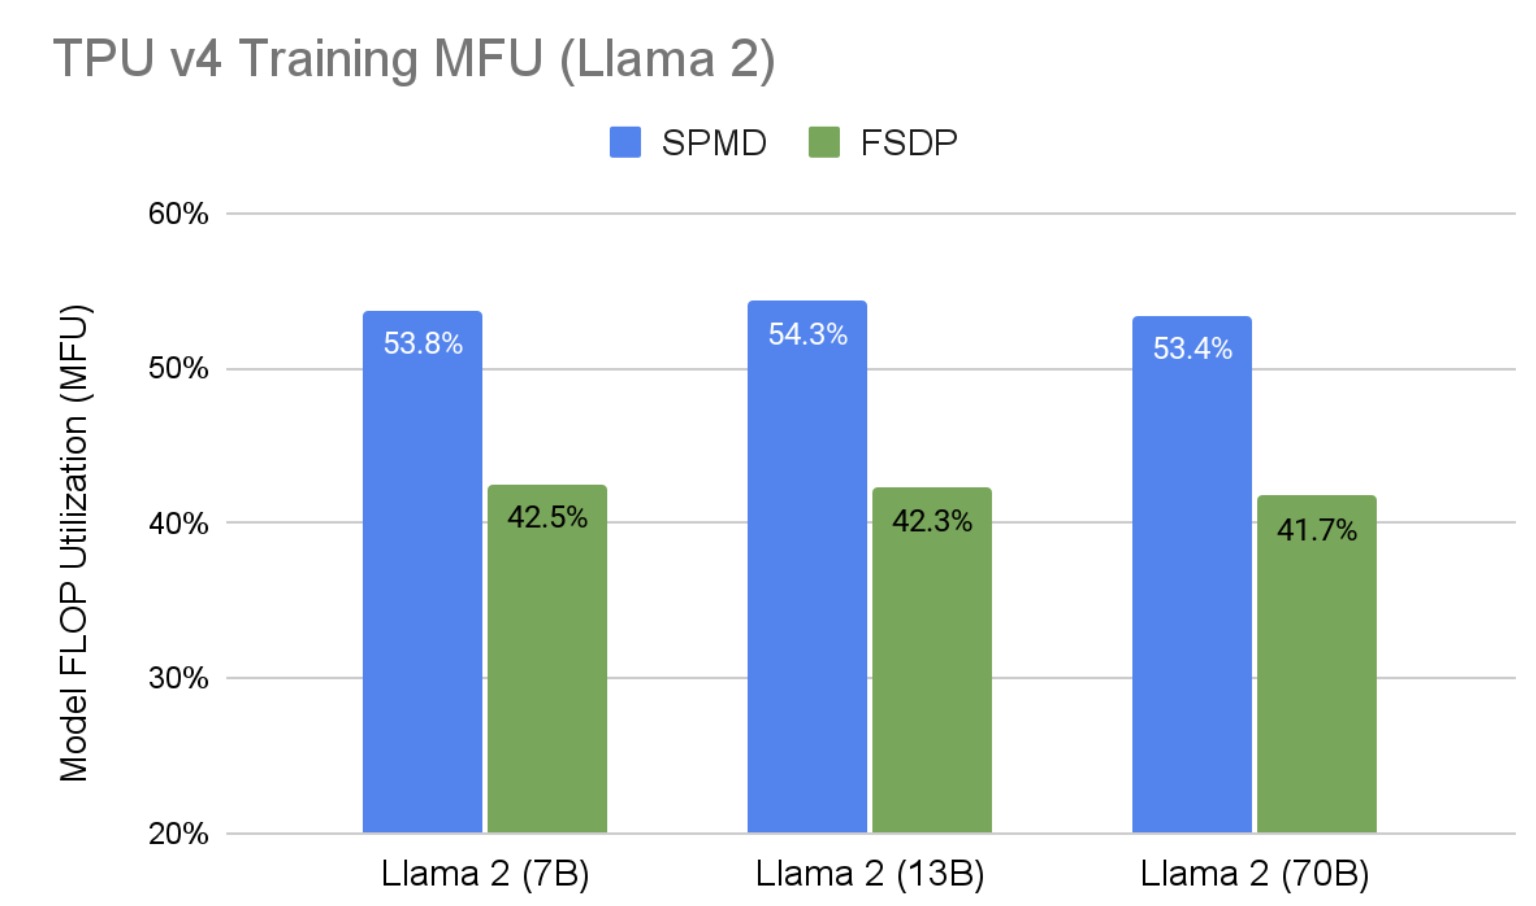 TPU v4 Training MFU (Llama 2)
SPMD FSDP
60%
50%
40%
30%
20%
Model FLOP Utilization (MFU)
53.8%
42.5%
54.3%
42.3%
53.4%
41.7%
Llama 2 (7B) Llama 2 (13B) Llama 2 (70B)